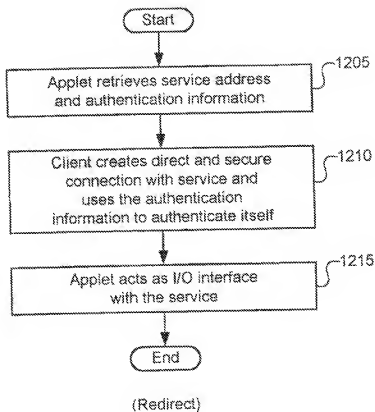 Start
1205
Applet retrieves service address
and authentication information
1210
Client creates direct and secure
connection with service and
uses the authentication
information to authenticate itself
1215
Applet acts as I/O interface
with the service
End
(Redirect)